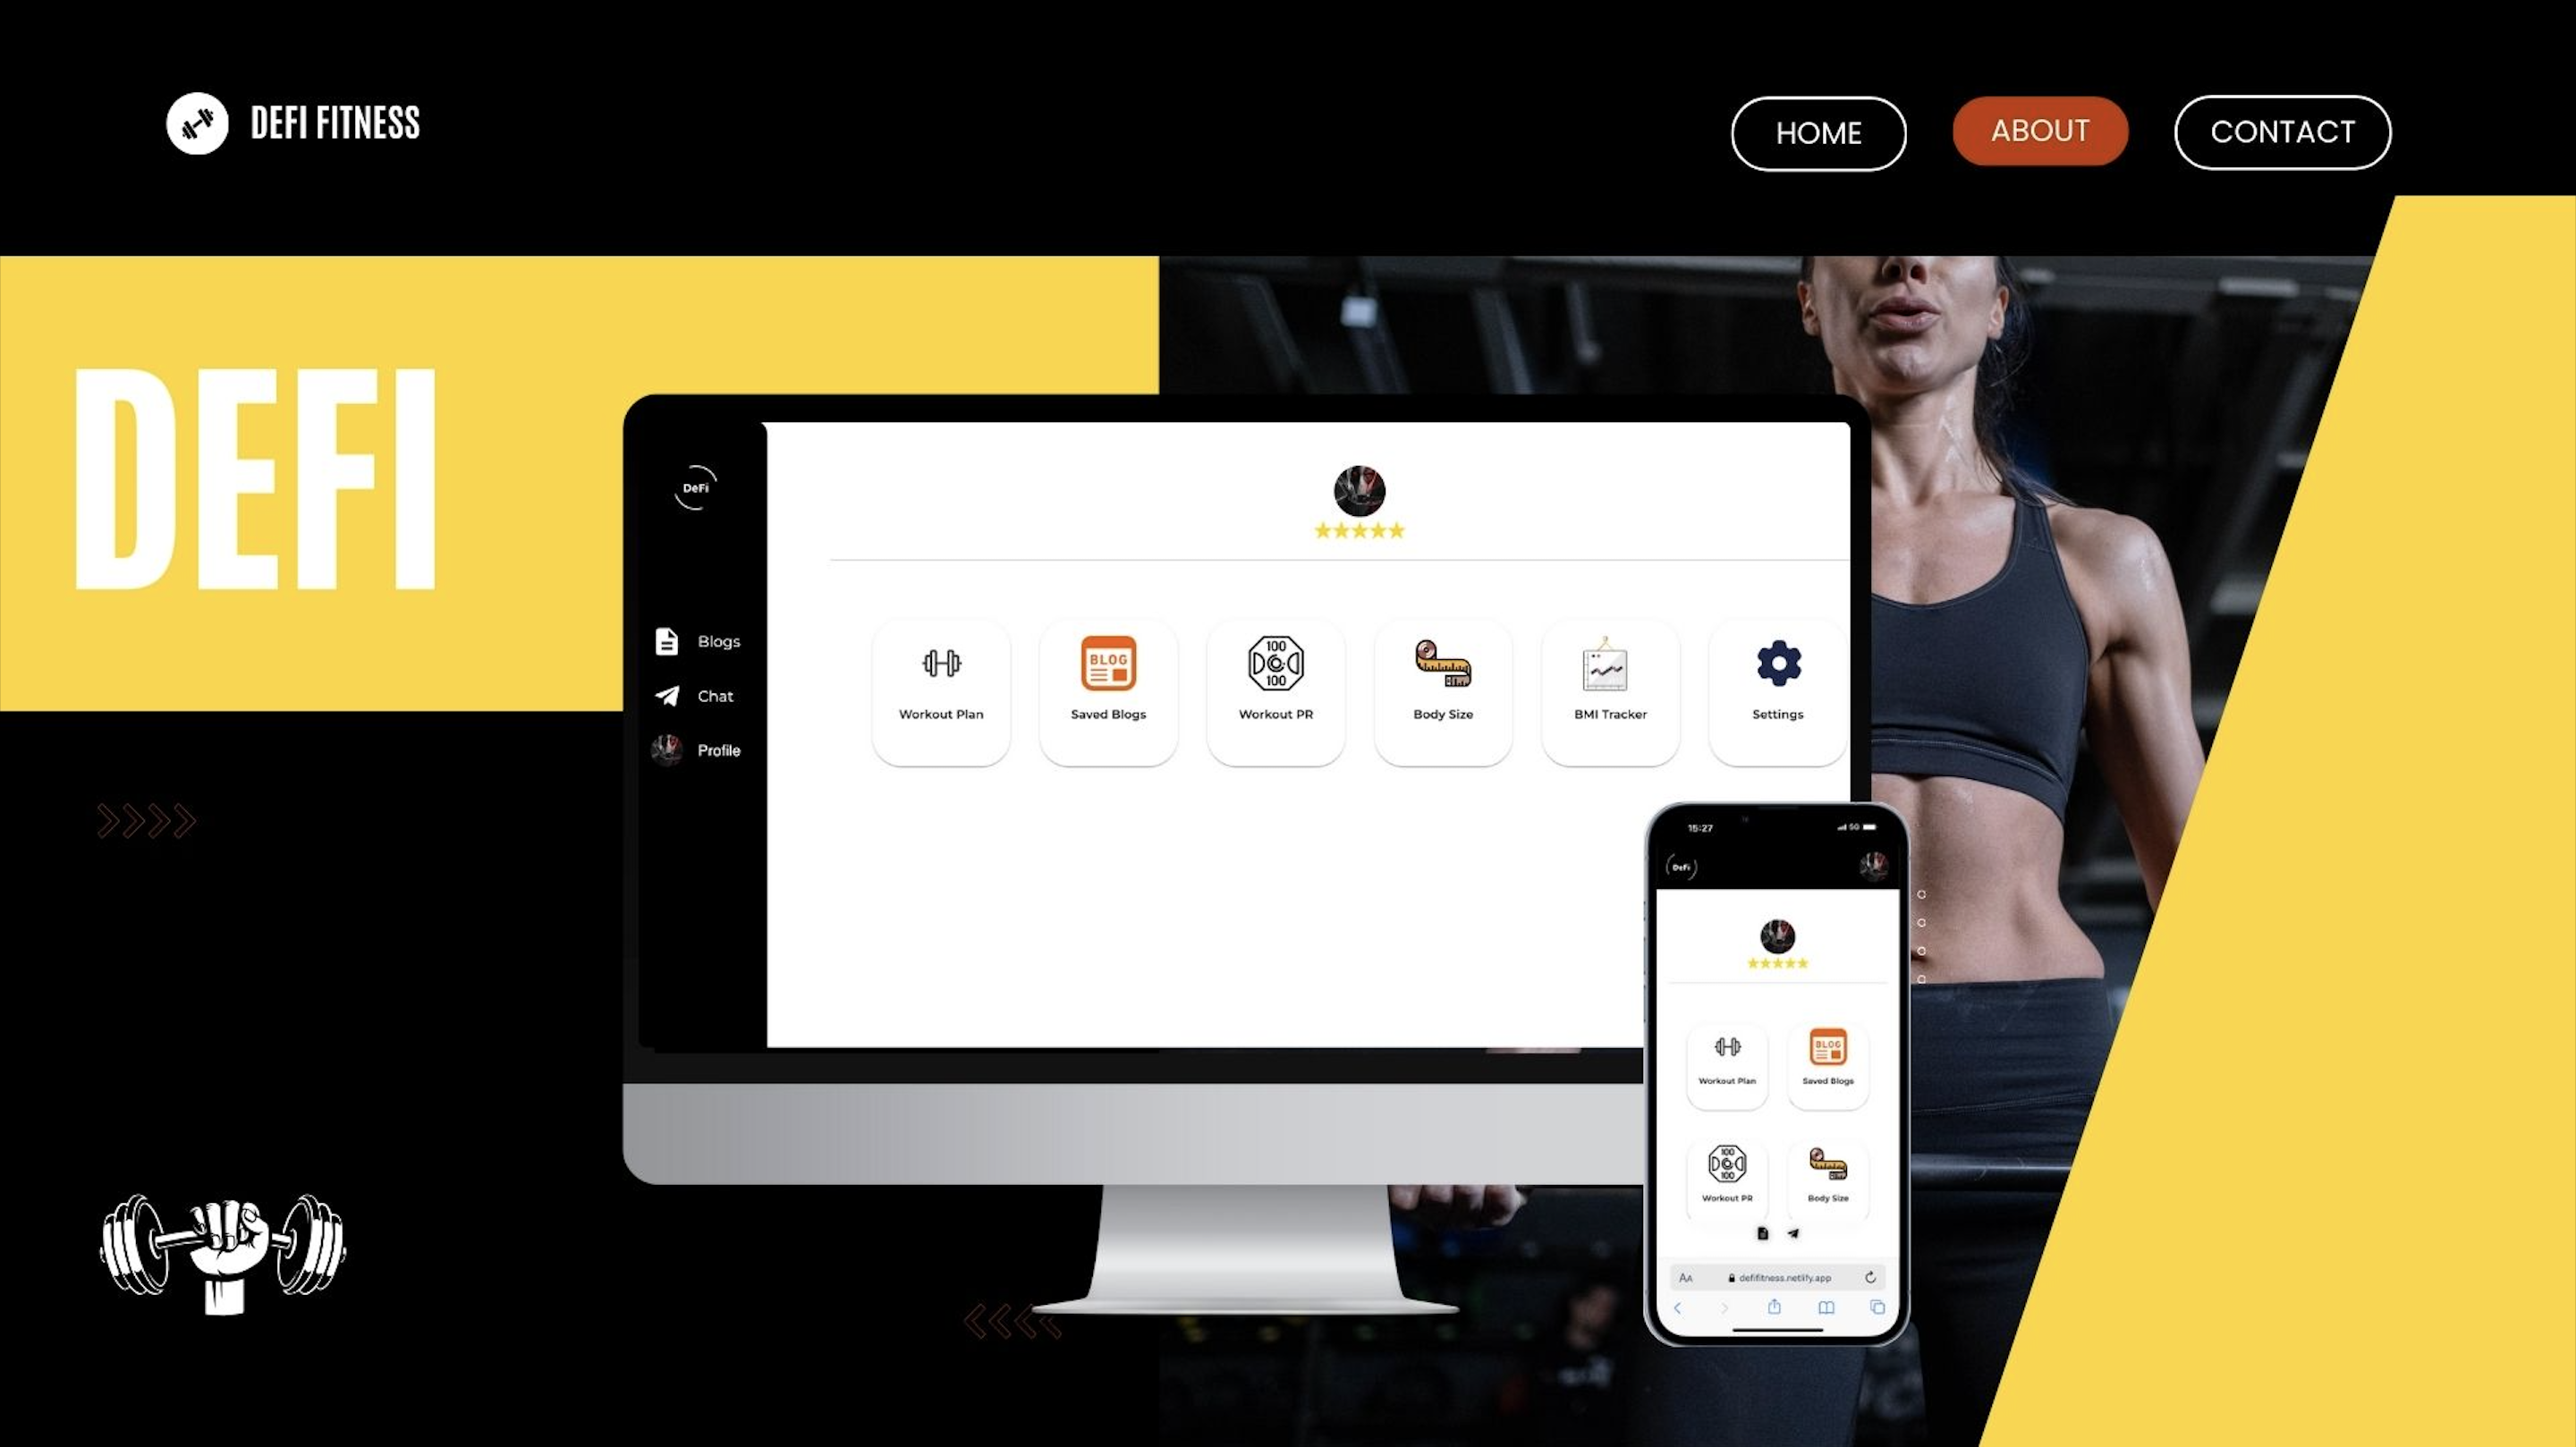 DEFI FITNESS
HOME
ABOUT
CONTACT
DEFI
DeFi
Blogs
Chat
Profile
Workout Plan
BLOG
Saved Blogs
100
100
Workout PR
Body Size
BMI Tracker
Settings
15:27
5G
DeFi
Workout Plan
BLOG
Saved Blogs
100
100
Workout PR
Body Size
AA
defifitness.netlify.app